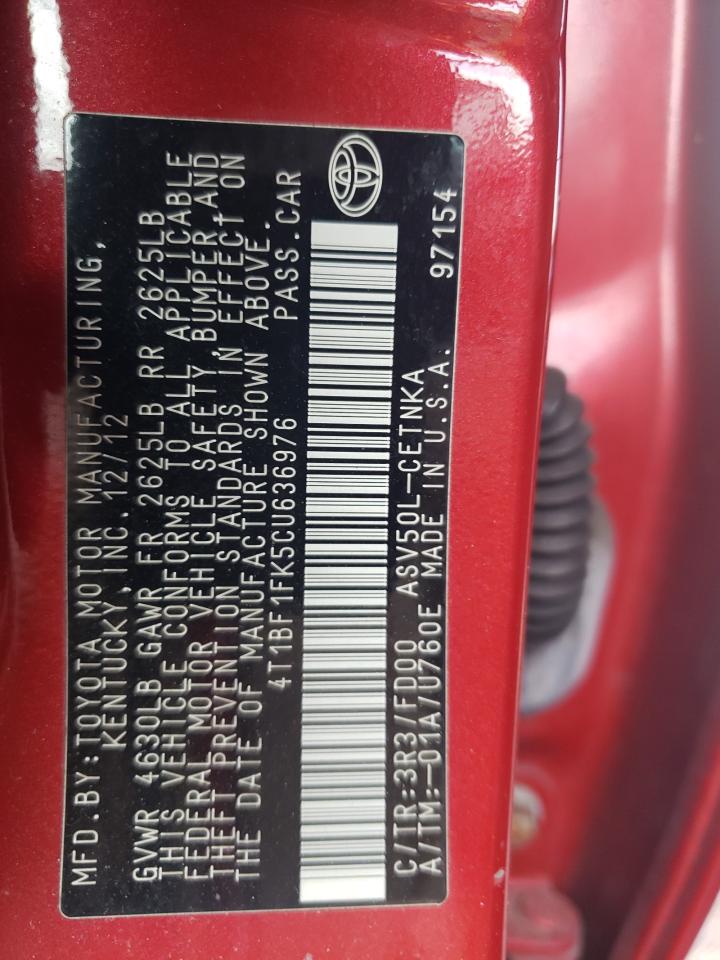 MFD.BY:TOYOTA MOTOR MANUFACTURING,
KENTUCKY, INC. 12/12
GVWR 4630LB GAWR FR 2625LB RR 2625LB
THIS VEHICLE CONFORMS TO ALL APPLICABLE
FEDERAL MOTOR VEHICLE SAFETY, BUMPER, AND
THEFT PREVENTION STANDARDS IN EFFECT ON
THE DATE OF MANUFACTURE SHOWN ABOVE.
4T1BF1FK5CU636976 PASS.CAR
C/TR:3R3/FD00 ASV50L-CETNKA
A/TM:-01A/U760E MADE IN U.S.A. 97154